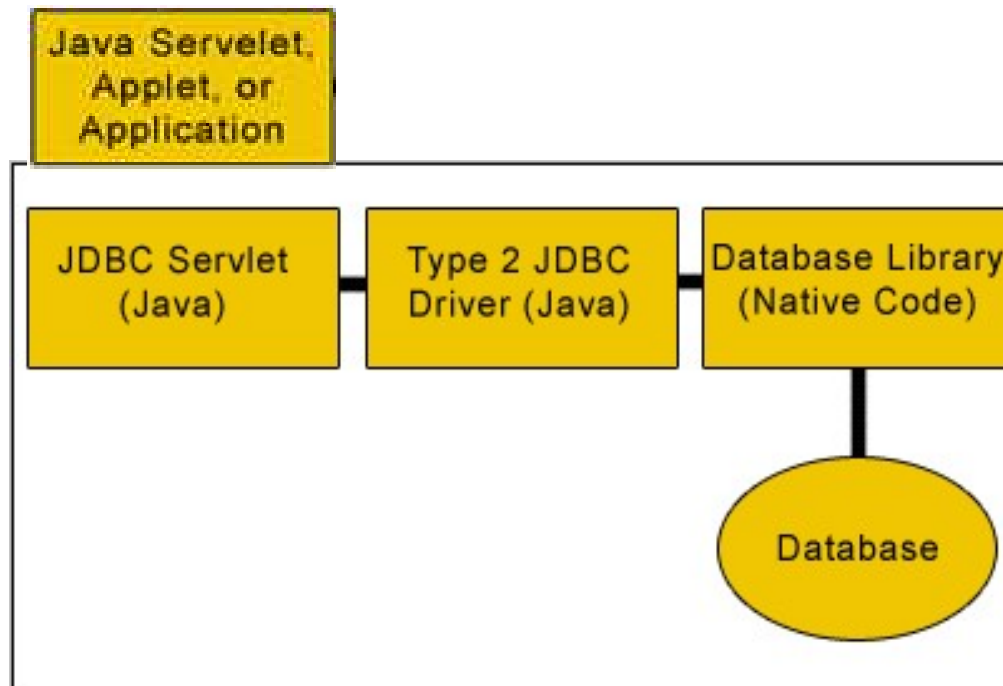 Java Servelet,
Applet, or
Application
JDBC Servlet
(Java)
Type 2 JDBC
Driver (Java)
Database Library
(Native Code)
Database